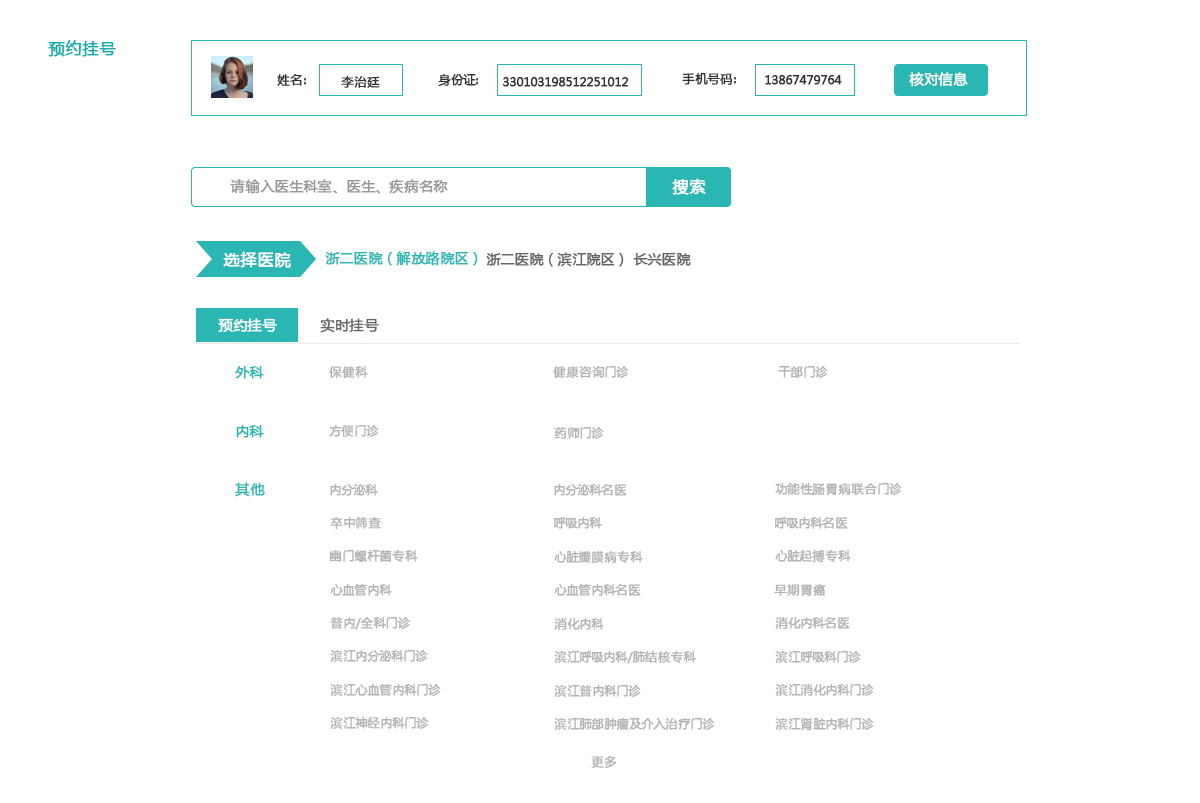 预约挂号
姓名: 李治廷 身份证: 330103198512251012 手机号码: 13867479764 核对信息
请输入医生科室、医生、疾病名称 搜索
选择医院 浙二医院（解放路院区） 浙二医院（滨江院区） 长兴医院
预约挂号 实时挂号
外科 保健科 健康咨询门诊 干部门诊
内科 方便门诊 药师门诊
其他 内分泌科 内分泌科名医 功能性肠胃病联合门诊
卒中筛查 呼吸内科 呼吸内科名医
幽门螺杆菌专科 心脏瓣膜病专科 心脏起搏专科
心血管内科 心血管内科名医 早期胃癌
普内/全科门诊 消化内科 消化内科名医
滨江内分泌科门诊 滨江呼吸内科/肺结核专科 滨江呼吸科门诊
滨江心血管内科门诊 滨江普内科门诊 滨江消化内科门诊
滨江神经内科门诊 滨江肺部肿瘤及介入治疗门诊 滨江肾脏内科门诊
更多